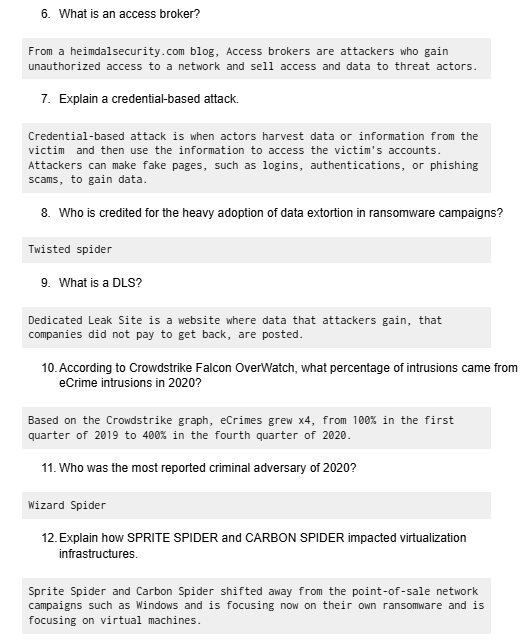 6. What is an access broker?
From a heimdalsecurity.com blog, Access brokers are attackers who gain
unauthorized access to a network and sell access and data to threat actors.
7. Explain a credential-based attack.
Credential-based attack is when actors harvest data or information from the
victim and then use the information to access the victim's accounts.
Attackers can make fake pages, such as logins, authentications, or phishing
scams, to gain data.
8. Who is credited for the heavy adoption of data extortion in ransomware campaigns?
Twisted spider
9. What is a DLS?
Dedicated Leak Site is a website where data that attackers gain, that
companies did not pay to get back, are posted.
10. According to Crowdstrike Falcon OverWatch, what percentage of intrusions came from
eCrime intrusions in 2020?
Based on the Crowdstrike graph, eCrimes grew x4, from 100% in the first
quarter of 2019 to 400% in the fourth quarter of 2020.
11. Who was the most reported criminal adversary of 2020?
Wizard Spider
12. Explain how SPRITE SPIDER and CARBON SPIDER impacted virtualization
infrastructures.
Sprite Spider and Carbon Spider shifted away from the point-of-sale network
campaigns such as Windows and is focusing now on their own ransomware and is
focusing on virtual machines.